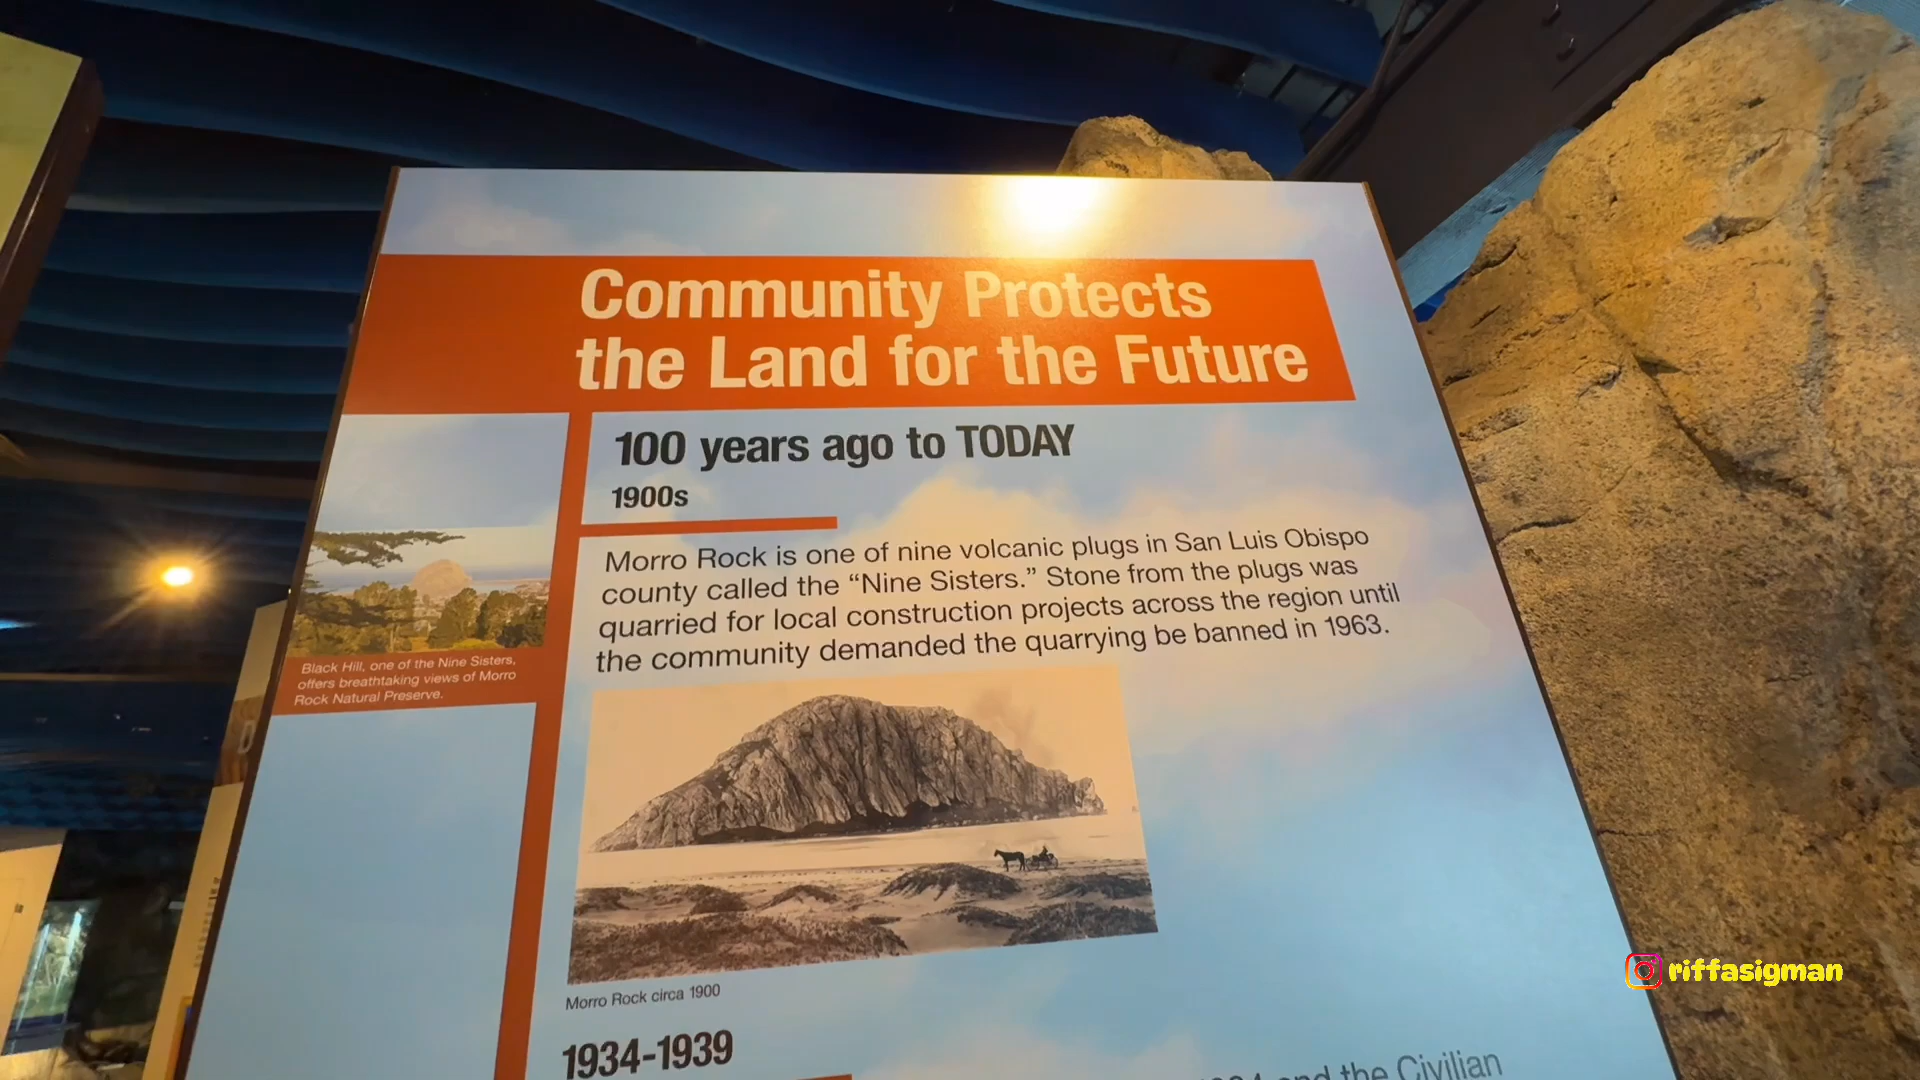 Community Protects
the Land for the Future
100 years ago to TODAY
1900s
Morro Rock is one of nine volcanic plugs in San Luis Obispo
county called the “Nine Sisters.” Stone from the plugs was
quarried for local construction projects across the region until
the community demanded the quarrying be banned in 1963.
Black Hill, one of the Nine Sisters,
offers breathtaking views of Morro
Rock Natural Preserve.
Morro Rock circa 1900
1934-1939
and the Civilian
riffasigman